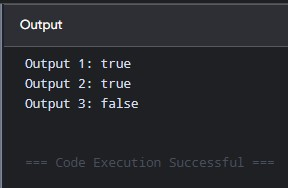 Output
Output 1: true
Output 2: true
Output 3: false
=== Code Execution Successful ===